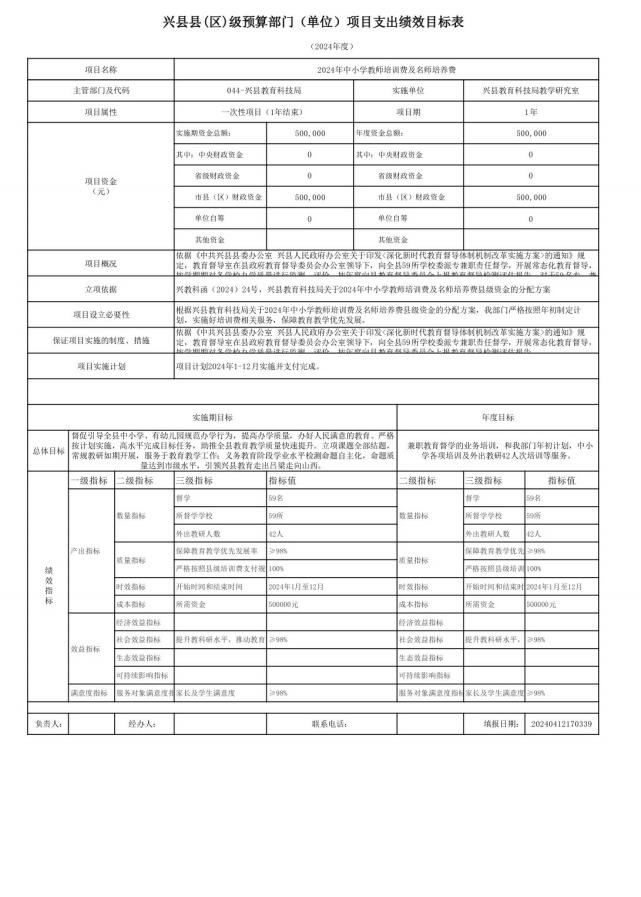 兴县县(区)级预算部门（单位）项目支出绩效目标表
（2024年度）
项目名称 2024年中小学教师培训费及名师培养费
主管部门及代码 044-兴县教育科技局 实施单位 兴县教育科技局教学研究室
项目属性 一次性项目（1年结束） 项目期 1年
项目资金
（元）
实施期资金总额： 500,000 年度资金总额： 500,000
其中：中央财政资金 0 其中：中央财政资金 0
省级财政资金 0 省级财政资金 0
市县（区）财政资金 500,000 市县（区）财政资金 500,000
单位自筹 0 单位自筹 0
其他资金 其他资金
项目概况
依据《中共兴县县委办公室 兴县人民政府办公室关于印发<深化新时代教育督导体制机制改革实施方案>的通知》规
定，教育督导室在县政府教育督导委员会办公室领导下，向全县59所学校委派专兼职责任督学，开展常态化教育督导，
立项依据 兴教科函（2024）24号，兴县教育科技局关于2024年中小学教师培训费及名师培养费县级资金的分配方案
项目设立必要性
根据兴县教育科技局关于2024年中小学教师培训费及名师培养费县级资金的分配方案，我部门严格按照年初制定计
划，实施好培训费相关服务，保障教育教学优先发展。
保证项目实施的制度、措施
依据《中共兴县县委办公室 兴县人民政府办公室关于印发<深化新时代教育督导体制机制改革实施方案>的通知》规
定，教育督导室在县政府教育督导委员会办公室领导下，向全县59所学校委派专兼职责任督学，开展常态化教育督导，
项目实施计划 项目计划2024年1-12月实施并支付完成。
实施期目标 年度目标
总体目标
督促引导全县中小学、有幼儿园规范办学行为，提高办学质量，办好人民满意的教育。严格
按计划实施，高水平完成目标任务，助推全县教育教学质量快速提升。立项课题全部结题，
常规教研如期开展，服务于教育教学工作；义务教育阶段学业水平检测命题自主化，命题质
量达到市级水平，引领兴县教育走出吕梁走向山西。
兼职教育督学的业务培训，和我部门年初计划，中小
学各项培训及外出教研42人次培训等服务。
绩效指标
一级指标 二级指标 三级指标 指标值 二级指标 三级指标 指标值
产出指标 数量指标 督学 59名 数量指标 督学 59名
所督学学校 59所 所督学学校 59所
外出教研人数 42人 外出教研人数 42人
质量指标 保障教育教学优先发展率 ≥98% 质量指标 保障教育教学优先 ≥98%
严格按照县级培训费支付规 100% 严格按照县级培训 100%
时效指标 开始时间和结束时间 2024年1月至12月 时效指标 开始时间和结束时 2024年1月至12月
成本指标 所需资金 500000元 成本指标 所需资金 500000元
效益指标 经济效益指标 经济效益指标
社会效益指标 提升教科研水平，推动教育 ≥98% 社会效益指标 提升教科研水平， ≥98%
生态效益指标 生态效益指标
可持续影响指标 可持续影响指标
满意度指标 服务对象满意度指 家长及学生满意度 ≥98% 服务对象满意度指标 家长及学生满意度 ≥98%
负责人： 经办人： 联系电话： 填报日期： 20240412170339